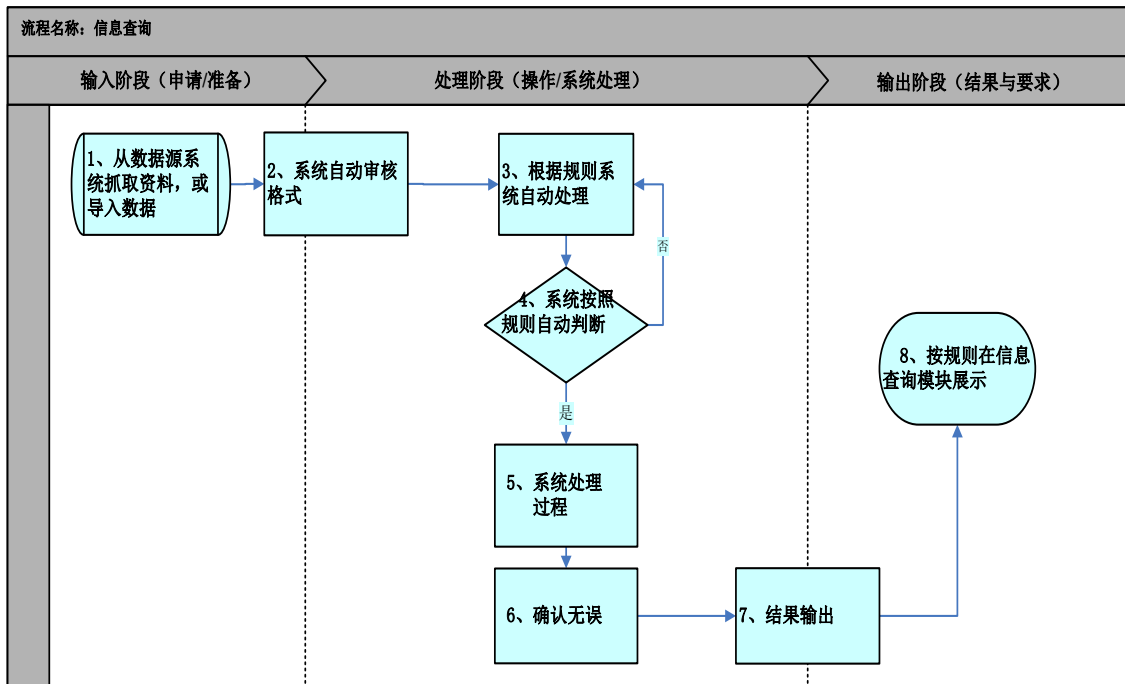 流程名称：信息查询
输入阶段（申请/准备）
处理阶段（操作/系统处理）
输出阶段（结果与要求）
1、从数据源系
统抓取资料，或
导入数据
2、系统自动审核
格式
3、根据规则系
统自动处理
否
4、系统按照
规则自动判断
是
5、系统处理
过程
6、确认无误
7、结果输出
8、按规则在信息
查询模块展示